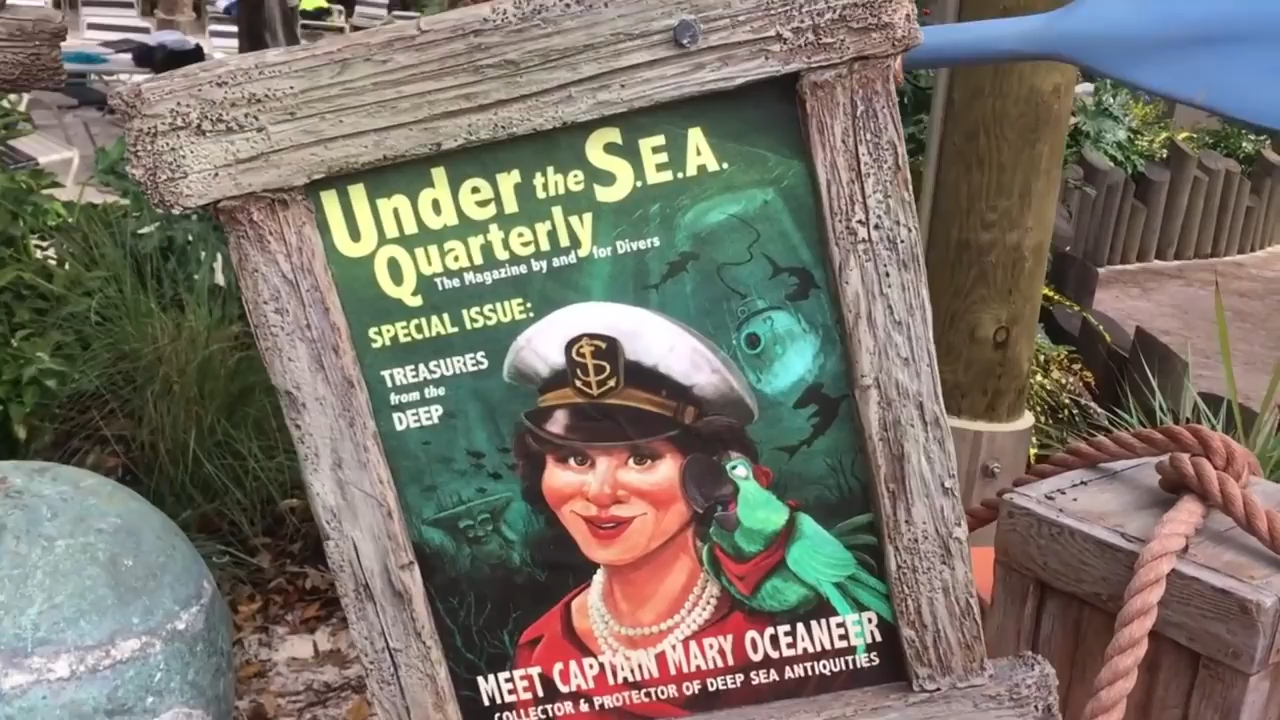 Under the S.E.A.
Quarterly
The Magazine by and for Divers
SPECIAL ISSUE:
TREASURES
from the
DEEP
MEET CAPTAIN MARY OCEANEER
COLLECTOR & PROTECTOR OF DEEP SEA ANTIQUITIES